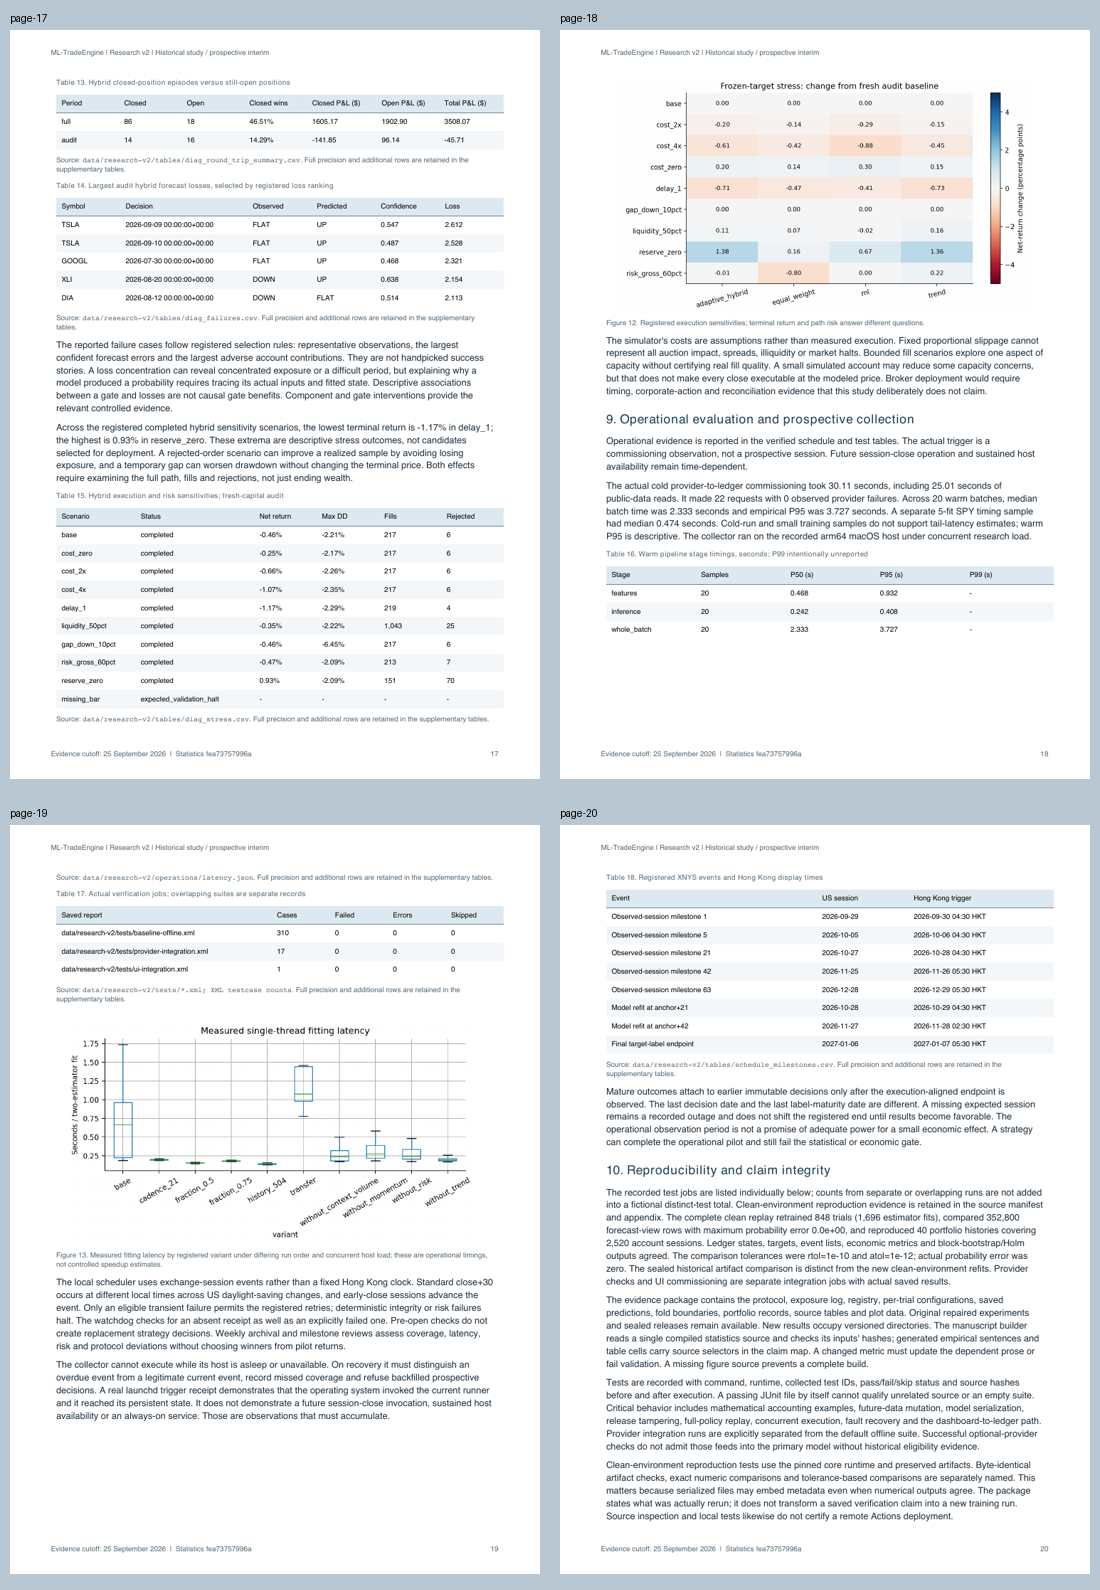 page-17
ML-TradeEngine | Research v2 | Historical study / prospective interim
Table 13. Hybrid closed-position episodes versus still-open positions
Period Closed Open Closed wins Closed P&L ($) Open P&L ($) Total P&L ($)
full 86 18 46.51% 1605.17 1902.90 3508.07
audit 14 16 14.29% -141.85 96.14 -45.71
Source: data/research-v2/tables/diag_round_trip_summary.csv. Full precision and additional rows are retained in the
supplementary tables.
Table 14. Largest audit hybrid forecast losses, selected by registered loss ranking
Symbol Decision Observed Predicted Confidence Loss
TSLA 2026-09-09 00:00:00+00:00 FLAT UP 0.547 2.612
TSLA 2026-09-10 00:00:00+00:00 FLAT UP 0.487 2.528
GOOGL 2026-07-30 00:00:00+00:00 FLAT UP 0.468 2.321
XLI 2026-08-20 00:00:00+00:00 DOWN UP 0.638 2.154
DIA 2026-08-12 00:00:00+00:00 DOWN FLAT 0.514 2.113
Source: data/research-v2/tables/diag_failures.csv. Full precision and additional rows are retained in the supplementary
tables.
The reported failure cases follow registered selection rules: representative observations, the largest
confident forecast errors and the largest adverse account contributions. They are not handpicked success
stories. A loss concentration can reveal concentrated exposure or a difficult period, but explaining why a
model produced a probability requires tracing its actual inputs and fitted state. Descriptive associations
between a gate and losses are not causal gate benefits. Component and gate interventions provide the
relevant controlled evidence.
Across the registered completed hybrid sensitivity scenarios, the lowest terminal return is -1.17% in delay_1;
the highest is 0.93% in reserve_zero. These extrema are descriptive stress outcomes, not candidates
selected for deployment. A rejected-order scenario can improve a realized sample by avoiding losing
exposure, and a temporary gap can worsen drawdown without changing the terminal price. Both effects
require examining the full path, fills and rejections, not just ending wealth.
Table 15. Hybrid execution and risk sensitivities; fresh-capital audit
Scenario Status Net return Max DD Fills Rejected
base completed -0.46% -2.21% 217 6
cost_zero completed -0.25% -2.17% 217 6
cost_2x completed -0.66% -2.26% 217 6
cost_4x completed -1.07% -2.35% 217 6
delay_1 completed -1.17% -2.29% 219 4
liquidity_50pct completed -0.35% -2.22% 1,043 25
gap_down_10pct completed -0.46% -6.45% 217 6
risk_gross_60pct completed -0.47% -2.09% 213 7
reserve_zero completed 0.93% -2.09% 151 70
missing_bar expected_validation_halt - - - -
Source: data/research-v2/tables/diag_stress.csv. Full precision and additional rows are retained in the supplementary tables.
Evidence cutoff: 25 September 2026 | Statistics fea73757996a 17
page-18
ML-TradeEngine | Research v2 | Historical study / prospective interim
Frozen-target stress: change from fresh audit baseline
base 0.00 0.00 0.00 0.00
cost_2x -0.20 -0.14 -0.29 -0.15
cost_4x -0.61 -0.42 -0.88 -0.45
cost_zero 0.20 0.14 0.30 0.15
delay_1 -0.71 -0.47 -0.41 -0.73
gap_down_10pct 0.00 0.00 0.00 0.00
liquidity_50pct 0.11 0.07 -0.02 0.16
reserve_zero 1.38 0.16 0.67 1.36
risk_gross_60pct -0.01 -0.80 0.00 0.22
adaptive_hybrid equal_weight ml trend
4
2
0
−2
−4
Net-return change (percentage points)
Figure 12. Registered execution sensitivities; terminal return and path risk answer different questions.
The simulator's costs are assumptions rather than measured execution. Fixed proportional slippage cannot
represent all auction impact, spreads, illiquidity or market halts. Bounded fill scenarios explore one aspect of
capacity without certifying real fill quality. A small simulated account may reduce some capacity concerns,
but that does not make every close executable at the modeled price. Broker deployment would require
timing, corporate-action and reconciliation evidence that this study deliberately does not claim.
9. Operational evaluation and prospective collection
Operational evidence is reported in the verified schedule and test tables. The actual trigger is a
commissioning observation, not a prospective session. Future session-close operation and sustained host
availability remain time-dependent.
The actual cold provider-to-ledger commissioning took 30.11 seconds, including 25.01 seconds of
public-data reads. It made 22 requests with 0 observed provider failures. Across 20 warm batches, median
batch time was 2.333 seconds and empirical P95 was 3.727 seconds. A separate 5-fit SPY timing sample
had median 0.474 seconds. Cold-run and small training samples do not support tail-latency estimates; warm
P95 is descriptive. The collector ran on the recorded arm64 macOS host under concurrent research load.
Table 16. Warm pipeline stage timings, seconds; P99 intentionally unreported
Stage Samples P50 (s) P95 (s) P99 (s)
features 20 0.468 0.932 -
inference 20 0.242 0.408 -
whole_batch 20 2.333 3.727 -
Evidence cutoff: 25 September 2026 | Statistics fea73757996a 18
page-19
ML-TradeEngine | Research v2 | Historical study / prospective interim
Source: data/research-v2/operations/latency.json. Full precision and additional rows are retained in the supplementary tables.
Table 17. Actual verification jobs; overlapping suites are separate records
Saved report Cases Failed Errors Skipped
data/research-v2/tests/baseline-offline.xml 310 0 0 0
data/research-v2/tests/provider-integration.xml 17 0 0 0
data/research-v2/tests/ui-integration.xml 1 0 0 0
Source: data/research-v2/tests/*.xml; XML testcase counts. Full precision and additional rows are retained in the
supplementary tables.
Measured single-thread fitting latency
Seconds / two-estimator fit
1.75
1.50
1.25
1.00
0.75
0.50
0.25
base cadence_21 fraction_0.5 fraction_0.75 history_504 transfer without_context_volume without_momentum without_risk without_trend
variant
Figure 13. Measured fitting latency by registered variant under differing run order and concurrent host load; these are operational timings,
not controlled speedup estimates.
The local scheduler uses exchange-session events rather than a fixed Hong Kong clock. Standard close+30
occurs at different local times across US daylight-saving changes, and early-close sessions advance the
event. Only an eligible transient failure permits the registered retries; deterministic integrity or risk failures
halt. The watchdog checks for an absent receipt as well as an explicitly failed one. Pre-open checks do not
create replacement strategy decisions. Weekly archival and milestone reviews assess coverage, latency,
risk and protocol deviations without choosing winners from pilot returns.
The collector cannot execute while its host is asleep or unavailable. On recovery it must distinguish an
overdue event from a legitimate current event, record missed coverage and refuse backfilled prospective
decisions. A real launchd trigger receipt demonstrates that the operating system invoked the current runner
and it reached its persistent state. It does not demonstrate a future session-close invocation, sustained host
availability or an always-on service. Those are observations that must accumulate.
Evidence cutoff: 25 September 2026 | Statistics fea73757996a 19
page-20
ML-TradeEngine | Research v2 | Historical study / prospective interim
Table 18. Registered XNYS events and Hong Kong display times
Event US session Hong Kong trigger
Observed-session milestone 1 2026-09-29 2026-09-30 04:30 HKT
Observed-session milestone 5 2026-10-05 2026-10-06 04:30 HKT
Observed-session milestone 21 2026-10-27 2026-10-28 04:30 HKT
Observed-session milestone 42 2026-11-25 2026-11-26 05:30 HKT
Observed-session milestone 63 2026-12-28 2026-12-29 05:30 HKT
Model refit at anchor+21 2026-10-28 2026-10-29 04:30 HKT
Model refit at anchor+42 2026-11-27 2026-11-28 02:30 HKT
Final target-label endpoint 2027-01-06 2027-01-07 05:30 HKT
Source: data/research-v2/tables/schedule_milestones.csv. Full precision and additional rows are retained in the
supplementary tables.
Mature outcomes attach to earlier immutable decisions only after the execution-aligned endpoint is
observed. The last decision date and the last label-maturity date are different. A missing expected session
remains a recorded outage and does not shift the registered end until results become favorable. The
operational observation period is not a promise of adequate power for a small economic effect. A strategy
can complete the operational pilot and still fail the statistical or economic gate.
10. Reproducibility and claim integrity
The recorded test jobs are listed individually below; counts from separate or overlapping runs are not added
into a fictional distinct-test total. Clean-environment reproduction evidence is retained in the source manifest
and appendix. The complete clean replay retrained 848 trials (1,696 estimator fits), compared 352,800
forecast-view rows with maximum probability error 0.0e+00, and reproduced 40 portfolio histories covering
2,520 account sessions. Ledger states, targets, event lists, economic metrics and block-bootstrap/Holm
outputs agreed. The comparison tolerances were rtol=1e-10 and atol=1e-12; actual probability error was
zero. The sealed historical artifact comparison is distinct from the new clean-environment refits. Provider
checks and UI commissioning are separate integration jobs with actual saved results.
The evidence package contains the protocol, exposure log, registry, per-trial configurations, saved
predictions, fold boundaries, portfolio records, source tables and plot data. Original repaired experiments
and sealed releases remain available. New results occupy versioned directories. The manuscript builder
reads a single compiled statistics source and checks its inputs' hashes; generated empirical sentences and
table cells carry source selectors in the claim map. A changed metric must update the dependent prose or
fail validation. A missing figure source prevents a complete build.
Tests are recorded with command, runtime, collected test IDs, pass/fail/skip status and source hashes
before and after execution. A passing JUnit file by itself cannot qualify unrelated source or an empty suite.
Critical behavior includes mathematical accounting examples, future-data mutation, model serialization,
release tampering, full-policy replay, concurrent execution, fault recovery and the dashboard-to-ledger path.
Provider integration runs are explicitly separated from the default offline suite. Successful optional-provider
checks do not admit those feeds into the primary model without historical eligibility evidence.
Clean-environment reproduction tests use the pinned core runtime and preserved artifacts. Byte-identical
artifact checks, exact numeric comparisons and tolerance-based comparisons are separately named. This
matters because serialized files may embed metadata even when numerical outputs agree. The package
states what was actually rerun; it does not transform a saved verification claim into a new training run.
Source inspection and local tests likewise do not certify a remote Actions deployment.
Evidence cutoff: 25 September 2026 | Statistics fea73757996a 20